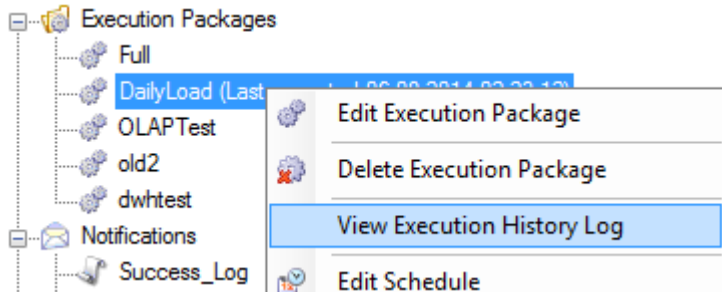 Execution Packages
Full
DailyLoad (Last
Edit Execution Package
OLAPTest
old2
Delete Execution Package
dwhtest
View Execution History Log
Notifications
Success_Log
Edit Schedule